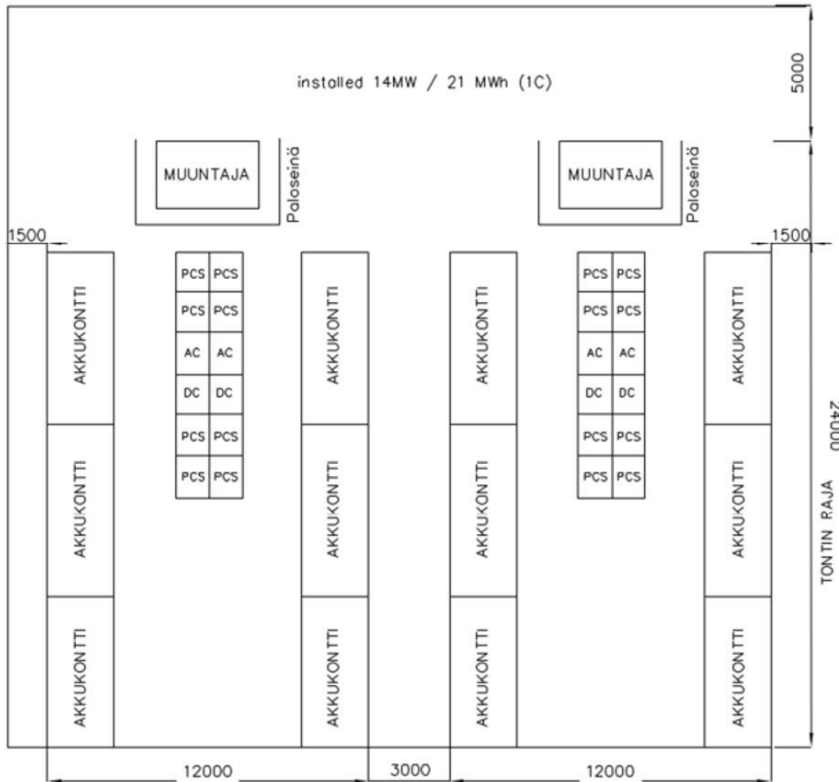 installed 14MW / 21 MWh (1C)
5000
MUUNTAJA
Paloseinä
MUUNTAJA
Paloseinä
1500
1500
AKKUKONTTI
PCS PCS
AKKUKONTTI
AKKUKONTTI
PCS PCS
AKKUKONTTI
PCS PCS
PCS PCS
AC AC
AC AC
DC DC
DC DC
24000
AKKUKONTTI
PCS PCS
AKKUKONTTI
AKKUKONTTI
PCS PCS
AKKUKONTTI
PCS PCS
PCS PCS
TONTIN RAJA
AKKUKONTTI
AKKUKONTTI
AKKUKONTTI
AKKUKONTTI
12000
3000
12000